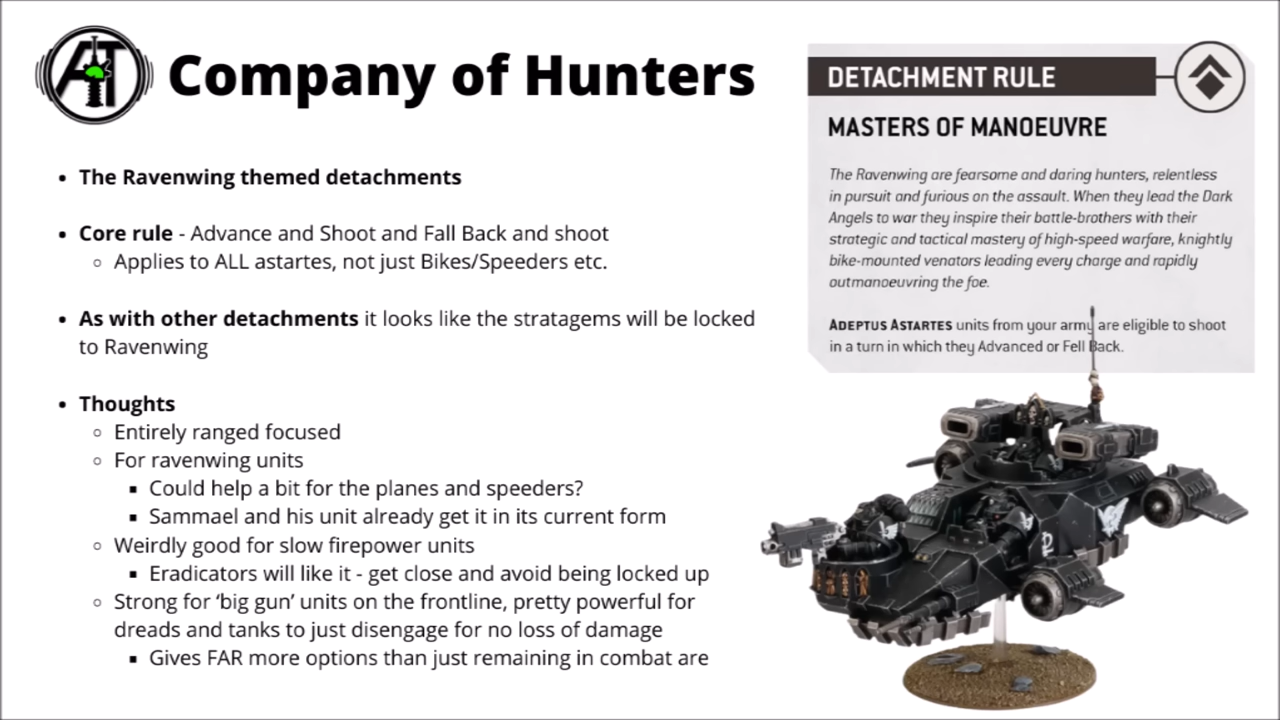 AT
Company of Hunters
• The Ravenwing themed detachments
• Core rule - Advance and Shoot and Fall Back and shoot
○ Applies to ALL astartes, not just Bikes/Speeders etc.
• As with other detachments it looks like the stratagems will be locked
to Ravenwing
• Thoughts
○ Entirely ranged focused
○ For ravenwing units
▪ Could help a bit for the planes and speeders?
▪ Sammael and his unit already get it in its current form
○ Weirdly good for slow firepower units
▪ Eradicators will like it - get close and avoid being locked up
○ Strong for ‘big gun’ units on the frontline, pretty powerful for
dreads and tanks to just disengage for no loss of damage
▪ Gives FAR more options than just remaining in combat are
DETACHMENT RULE
MASTERS OF MANOEUVRE
The Ravenwing are fearsome and daring hunters, relentless
in pursuit and furious on the assault. When they lead the Dark
Angels to war they inspire their battle-brothers with their
strategic and tactical mastery of high-speed warfare, knightly
bike-mounted venators leading every charge and rapidly
outmanoeuvring the foe.
ADEPTUS ASTARTES units from your army are eligible to shoot
in a turn in which they Advanced or Fell Back.